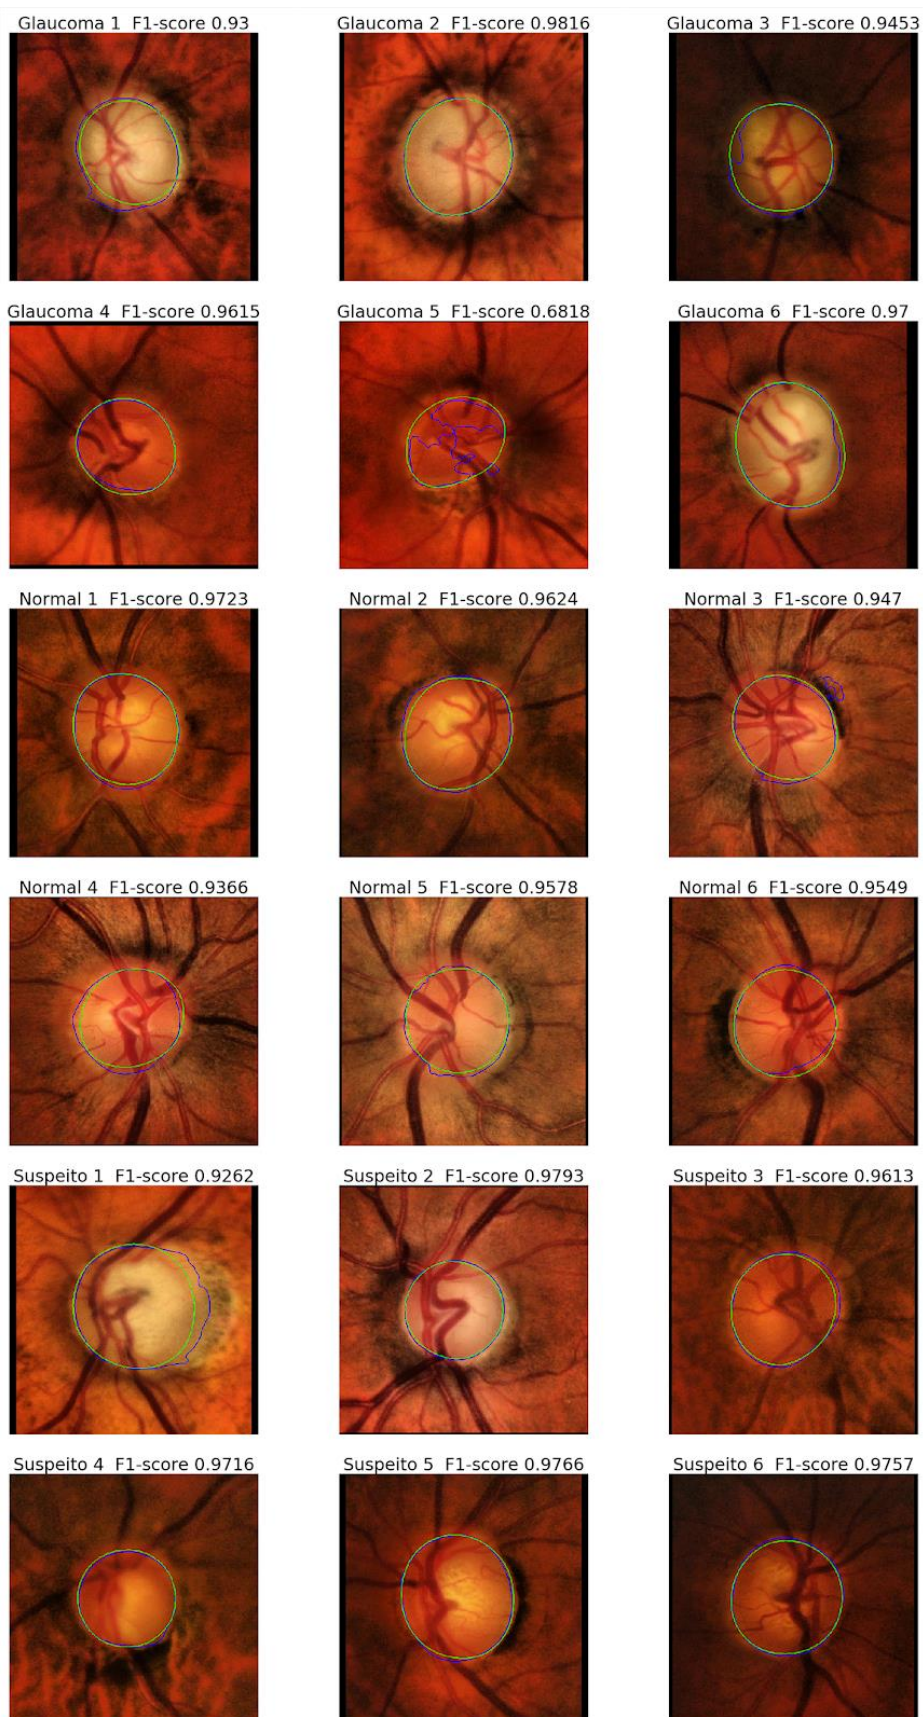 Glaucoma 1 F1-score 0.93
Glaucoma 2 F1-score 0.9816
Glaucoma 3 F1-score 0.9453
Glaucoma 4 F1-score 0.9615
Glaucoma 5 F1-score 0.6818
Glaucoma 6 F1-score 0.97
Normal 1 F1-score 0.9723
Normal 2 F1-score 0.9624
Normal 3 F1-score 0.947
Normal 4 F1-score 0.9366
Normal 5 F1-score 0.9578
Normal 6 F1-score 0.9549
Suspeito 1 F1-score 0.9262
Suspeito 2 F1-score 0.9793
Suspeito 3 F1-score 0.9613
Suspeito 4 F1-score 0.9716
Suspeito 5 F1-score 0.9766
Suspeito 6 F1-score 0.9757